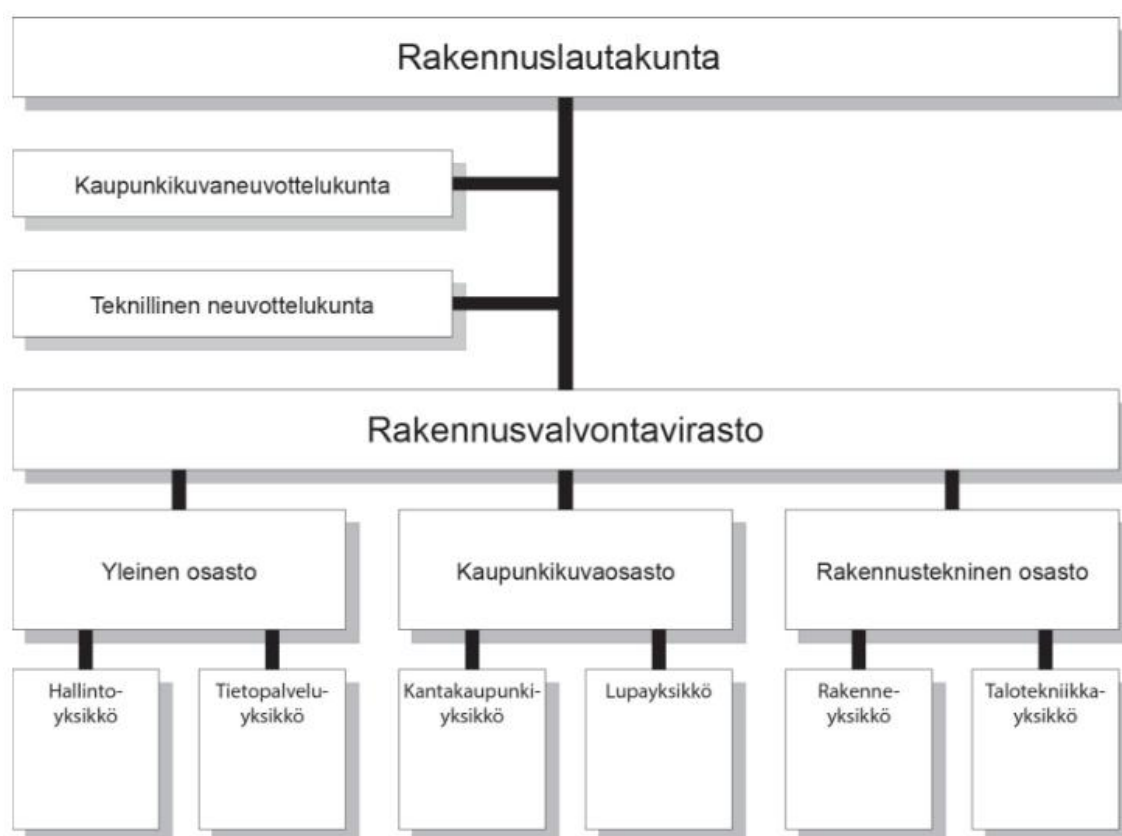 Rakennuslautakunta
Kaupunkikuvaneuvottelukunta
Teknillinen neuvottelukunta
Rakennusvalvontavirasto
Yleinen osasto
Kaupunkikuvaosasto
Rakennustekninen osasto
Hallinto-
yksikkö
Tietopalvelu-
yksikkö
Kantakaupunki-
yksikkö
Lupayksikkö
Rakenne-
yksikkö
Talotekniikka-
yksikkö